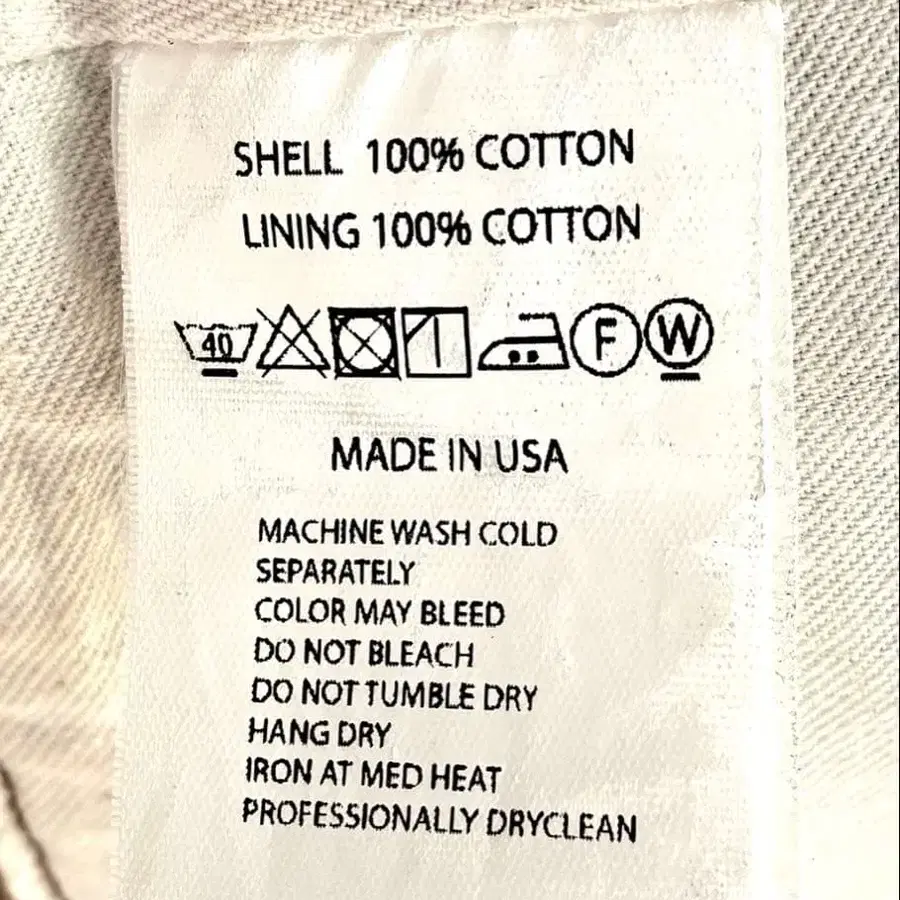 SHELL 100% COTTON
LINING 100% COTTON
40 F W
MADE IN USA
MACHINE WASH COLD
SEPARATELY
COLOR MAY BLEED
DO NOT BLEACH
DO NOT TUMBLE DRY
HANG DRY
IRON AT MED HEAT
PROFESSIONALLY DRYCLEAN